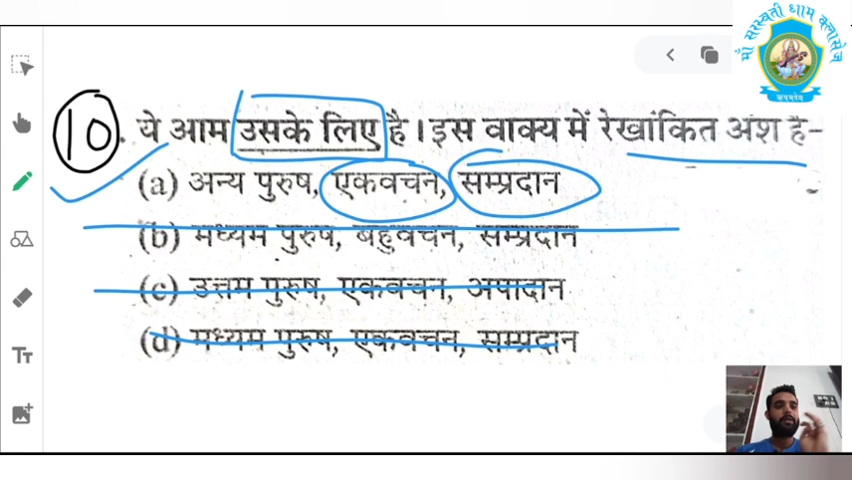 माँ सरस्वती धाम क्लासेज
10. ये आम उसके लिए है। इस वाक्य में रेखांकित अंश है-
(a) अन्य पुरुष, एकवचन, सम्प्रदान
(b) मध्यम पुरुष, बहुवचन, सम्प्रदान
(c) उत्तम पुरुष, एकवचन, अपादान
(d) मध्यम पुरुष, एकवचन, सम्प्रदान
Tт